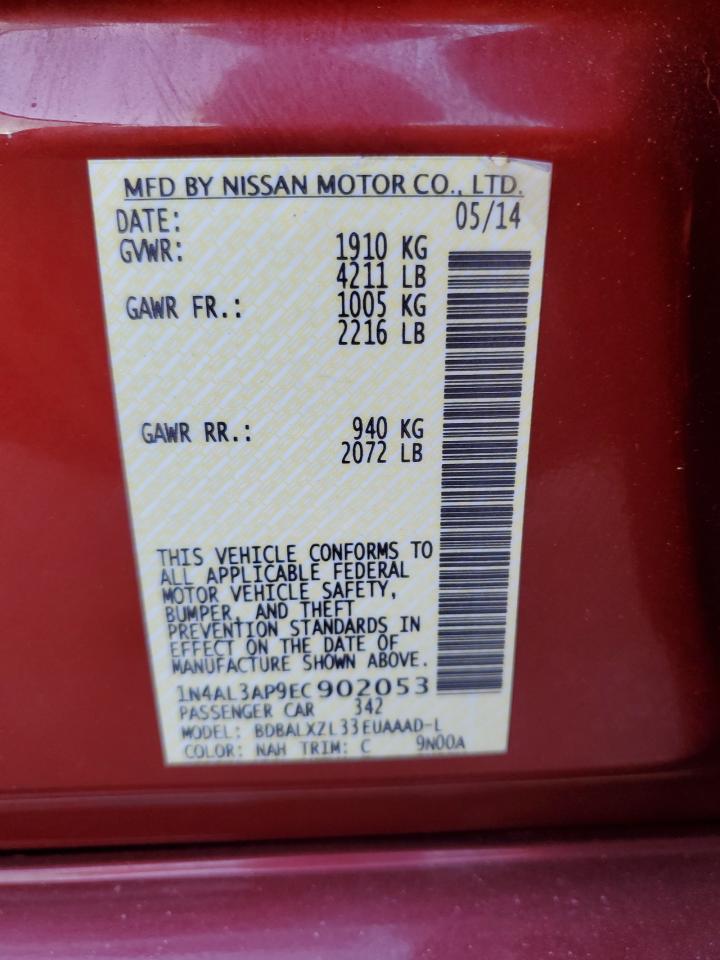 MFD BY NISSAN MOTOR CO., LTD.
DATE: 05/14
GVWR: 1910 KG
4211 LB
GAWR FR.: 1005 KG
2216 LB
GAWR RR.: 940 KG
2072 LB
THIS VEHICLE CONFORMS TO
ALL APPLICABLE FEDERAL
MOTOR VEHICLE SAFETY,
BUMPER, AND THEFT
PREVENTION STANDARDS IN
EFFECT ON THE DATE OF
MANUFACTURE SHOWN ABOVE.
1N4AL3AP9EC902053
PASSENGER CAR 342
MODEL: BDBALXZL33EUAAAD-L
COLOR: NAH TRIM: C 9N00A